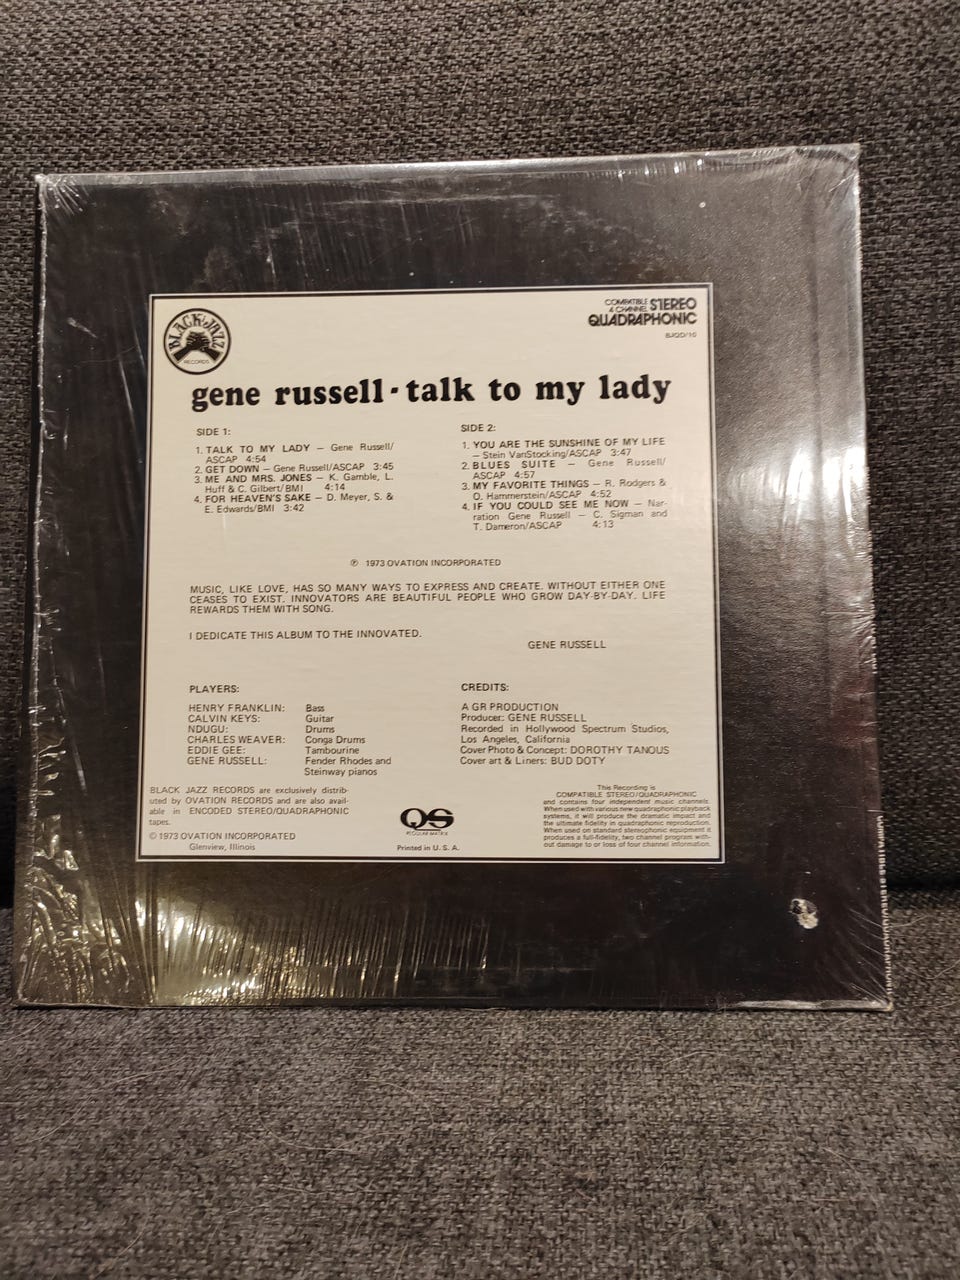 BLACK JAZZ
RECORDS
COMPATIBLE STEREO
4 CHANNEL
QUADRAPHONIC
BJQD/10
gene russell · talk to my lady
SIDE 1:
1. TALK TO MY LADY — Gene Russell/
ASCAP 4:54
2. GET DOWN — Gene Russell/ASCAP 3:45
3. ME AND MRS. JONES — K. Gamble, L.
Huff & C. Gilbert/BMI 4:14
4. FOR HEAVEN'S SAKE — D. Meyer, S. &
E. Edwards/BMI 3:42
SIDE 2:
1. YOU ARE THE SUNSHINE OF MY LIFE
— Stein VanStocking/ASCAP 3:47
2. BLUES SUITE — Gene Russell/
ASCAP 4:57
3. MY FAVORITE THINGS — R. Rodgers &
O. Hammerstein/ASCAP 4:52
4. IF YOU COULD SEE ME NOW — Nar-
ration Gene Russell — C. Sigman and
T. Dameron/ASCAP 4:13
℗ 1973 OVATION INCORPORATED
MUSIC, LIKE LOVE, HAS SO MANY WAYS TO EXPRESS AND CREATE. WITHOUT EITHER ONE
CEASES TO EXIST. INNOVATORS ARE BEAUTIFUL PEOPLE WHO GROW DAY-BY-DAY. LIFE
REWARDS THEM WITH SONG.
I DEDICATE THIS ALBUM TO THE INNOVATED.
GENE RUSSELL
PLAYERS:
HENRY FRANKLIN: Bass
CALVIN KEYS: Guitar
NDUGU: Drums
CHARLES WEAVER: Conga Drums
EDDIE GEE: Tambourine
GENE RUSSELL: Fender Rhodes and
Steinway pianos
CREDITS:
A GR PRODUCTION
Producer: GENE RUSSELL
Recorded in Hollywood Spectrum Studios,
Los Angeles, California
Cover Photo & Concept: DOROTHY TANOUS
Cover art & Liners: BUD DOTY
BLACK JAZZ RECORDS are exclusively distrib-
uted by OVATION RECORDS and are also avail-
able in ENCODED STEREO/QUADRAPHONIC
tapes.
© 1973 OVATION INCORPORATED
Glenview, Illinois
QS
REGULAR MATRIX
Printed in U. S. A.
This Recording is
COMPATIBLE STEREO/QUADRAPHONIC
and contains four independent music channels.
When used with various new quadraphonic playback
systems, it will produce the dramatic impact and
the ultimate fidelity in quadraphonic reproduction.
When used on standard stereophonic equipment it
produces a full-fidelity, two channel program with-
out damage to or loss of four channel information.